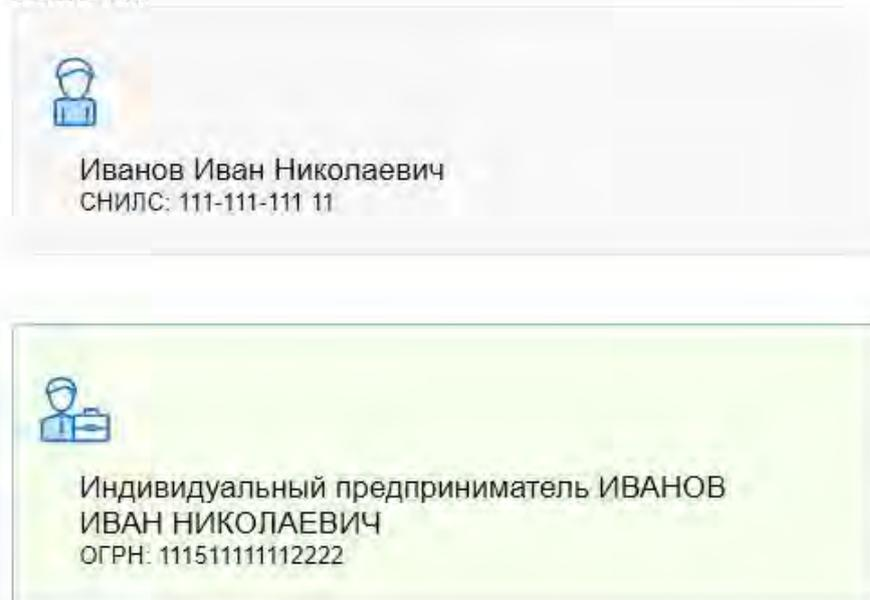 Иванов Иван Николаевич
СНИЛС: 111-111-111 11
Индивидуальный предприниматель ИВАНОВ
ИВАН НИКОЛАЕВИЧ
ОГРН: 111511111112222